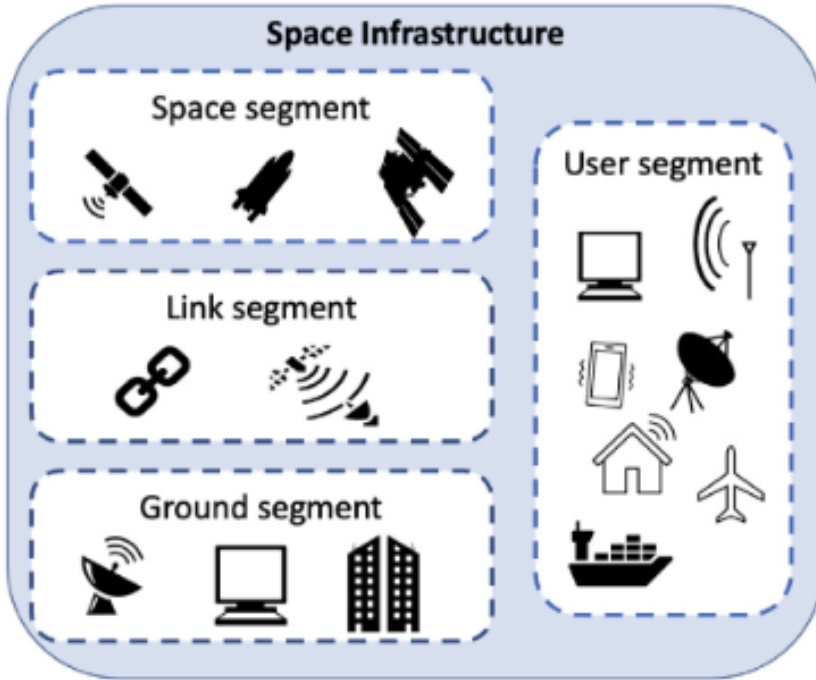 Space Infrastructure
Space segment
User segment
Link segment
Ground segment